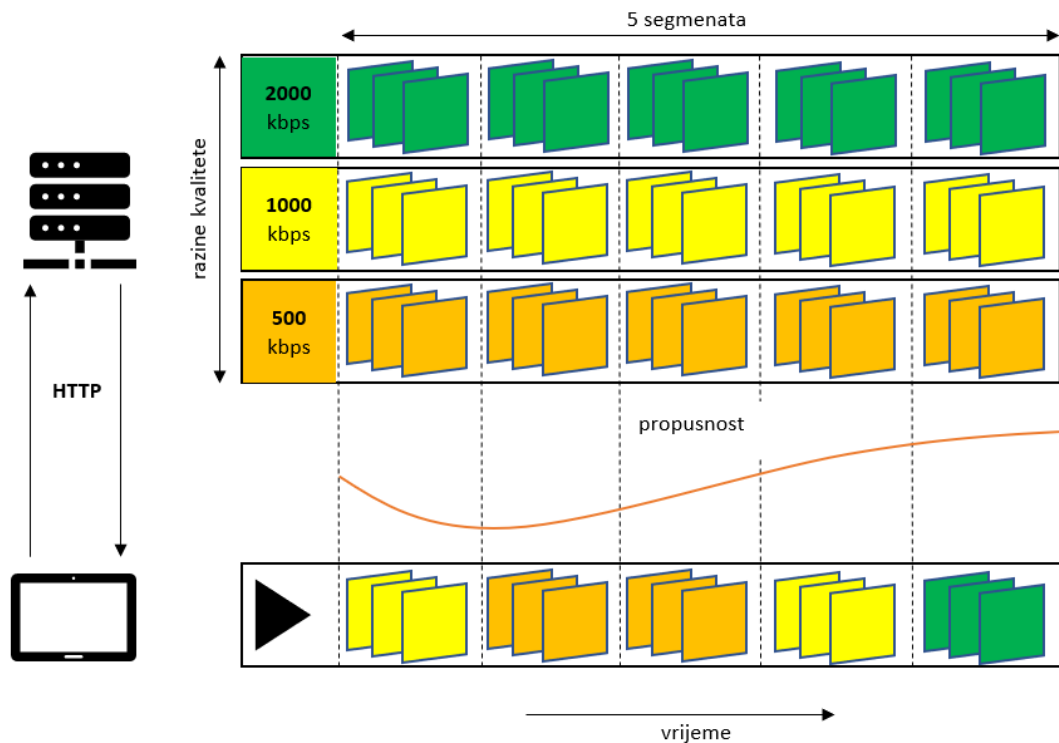 5 segmenata
razine kvalitete
2000
kbps
1000
kbps
500
kbps
HTTP
propusnost
vrijeme